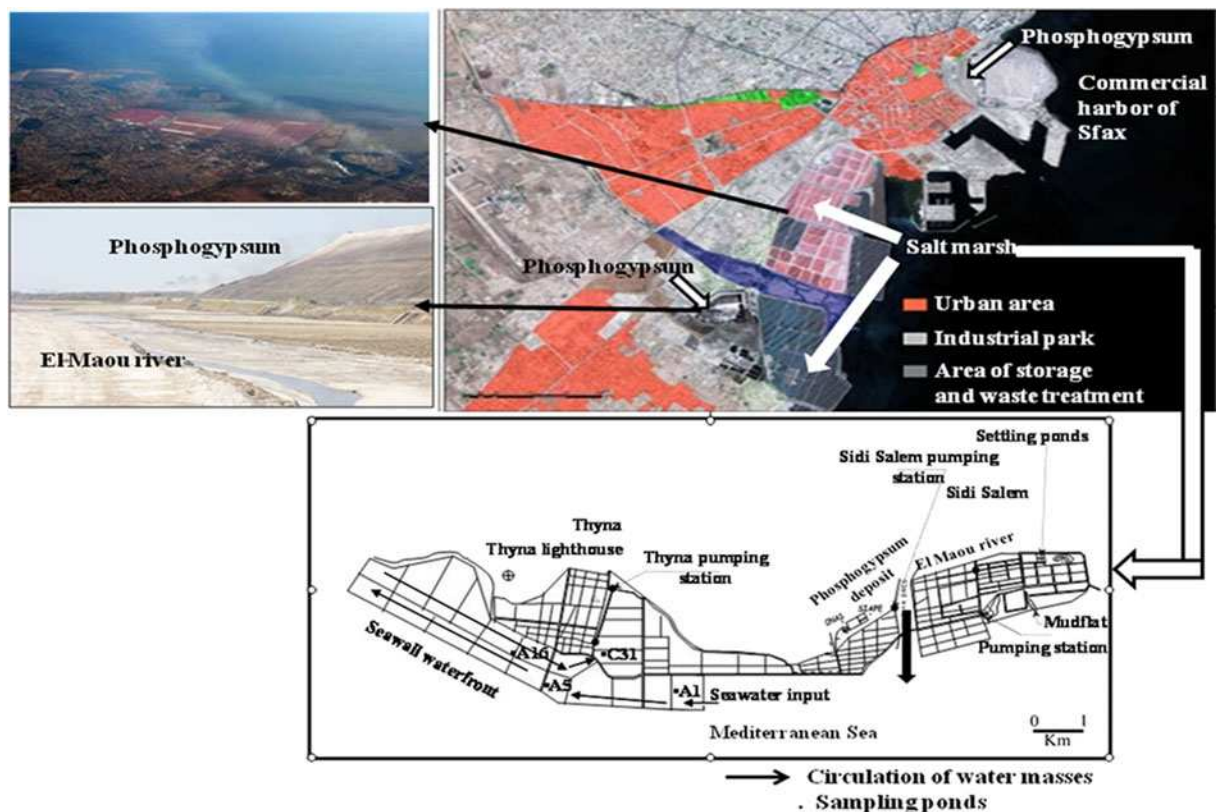 Phosphogypsum
Commercial
harbor of
Sfax
Salt marsh
Phosphogypsum
Urban area
Industrial park
Area of storage
and waste treatment
Phosphogypsum
El-Maou river
Settling ponds
Sidi Salem pumping
station
Sidi Salem
El Maou river
Thyna
Thyna lighthouse
Thyna pumping
station
Phosphogypsum
deposit
SIAPE
Mudflat
Pumping station
Seawall waterfront
A16
C31
A5
A1
Seawater input
Mediterranean Sea
0 1
Km
Circulation of water masses
. Sampling ponds